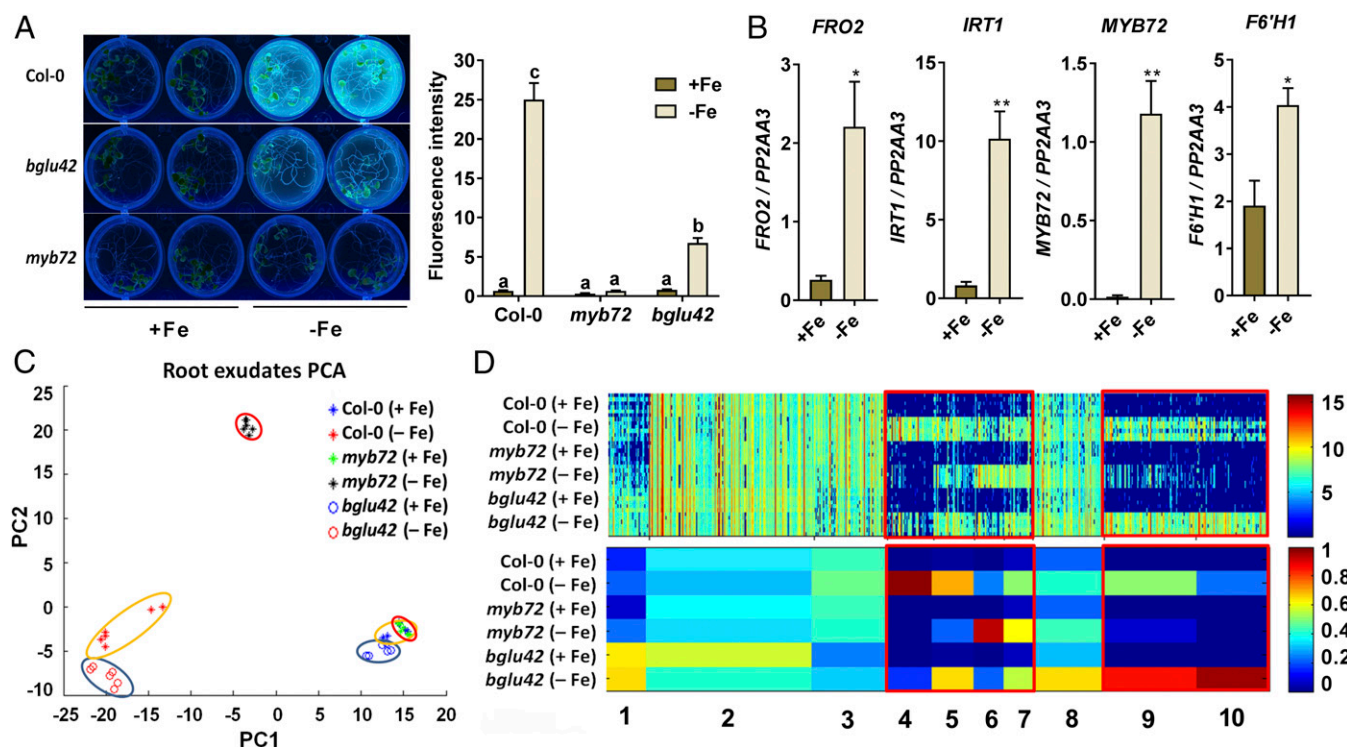 A
Col-0
bglu42
myb72
+Fe
-Fe
Fluorescence intensity
30
25
20
15
10
5
0
a
c
a
a
a
b
+Fe
-Fe
Col-0
myb72
bglu42
B
FRO2
IRT1
MYB72
F6'H1
FRO2 / PP2AA3
3
2
1
0
*
+Fe
-Fe
IRT1 / PP2AA3
15
10
5
0
**
+Fe
-Fe
MYB72 / PP2AA3
1.5
1.0
0.5
0.0
**
+Fe
-Fe
F6'H1 / PP2AA3
5
4
3
2
1
0
*
+Fe
-Fe
C
Root exudates PCA
PC2
25
20
15
10
5
0
-5
-10
-25
-20
-15
-10
-5
0
5
10
15
20
PC1
Col-0 (+ Fe)
Col-0 (– Fe)
myb72 (+ Fe)
myb72 (– Fe)
bglu42 (+ Fe)
bglu42 (– Fe)
D
Col-0 (+ Fe)
Col-0 (– Fe)
myb72 (+ Fe)
myb72 (– Fe)
bglu42 (+ Fe)
bglu42 (– Fe)
15
10
5
Col-0 (+ Fe)
Col-0 (– Fe)
myb72 (+ Fe)
myb72 (– Fe)
bglu42 (+ Fe)
bglu42 (– Fe)
1
0.8
0.6
0.4
0.2
0
1
2
3
4
5
6
7
8
9
10